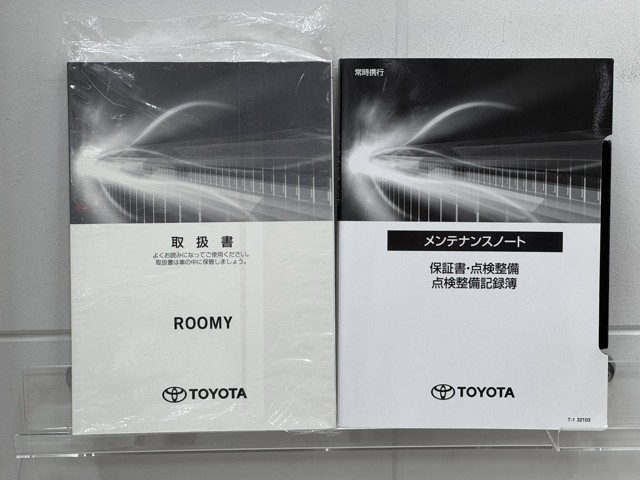 取扱書
よくお読みになってご使用ください。
取扱書は車の中に保管しましょう。
ROOMY
TOYOTA
常時携行
メンテナンスノート
保証書・点検整備
点検整備記録簿
TOYOTA
T-1 32103